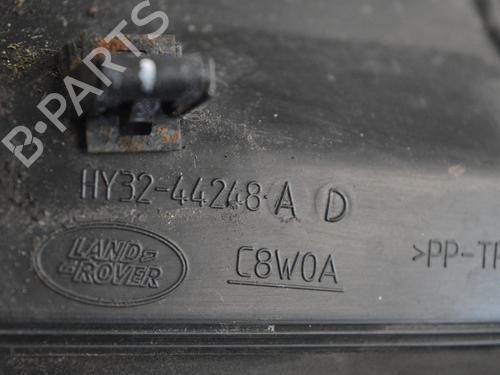 B-PARTS
HY32-44248 A D
LAND-
-ROVER
C8W0A
>PP-T